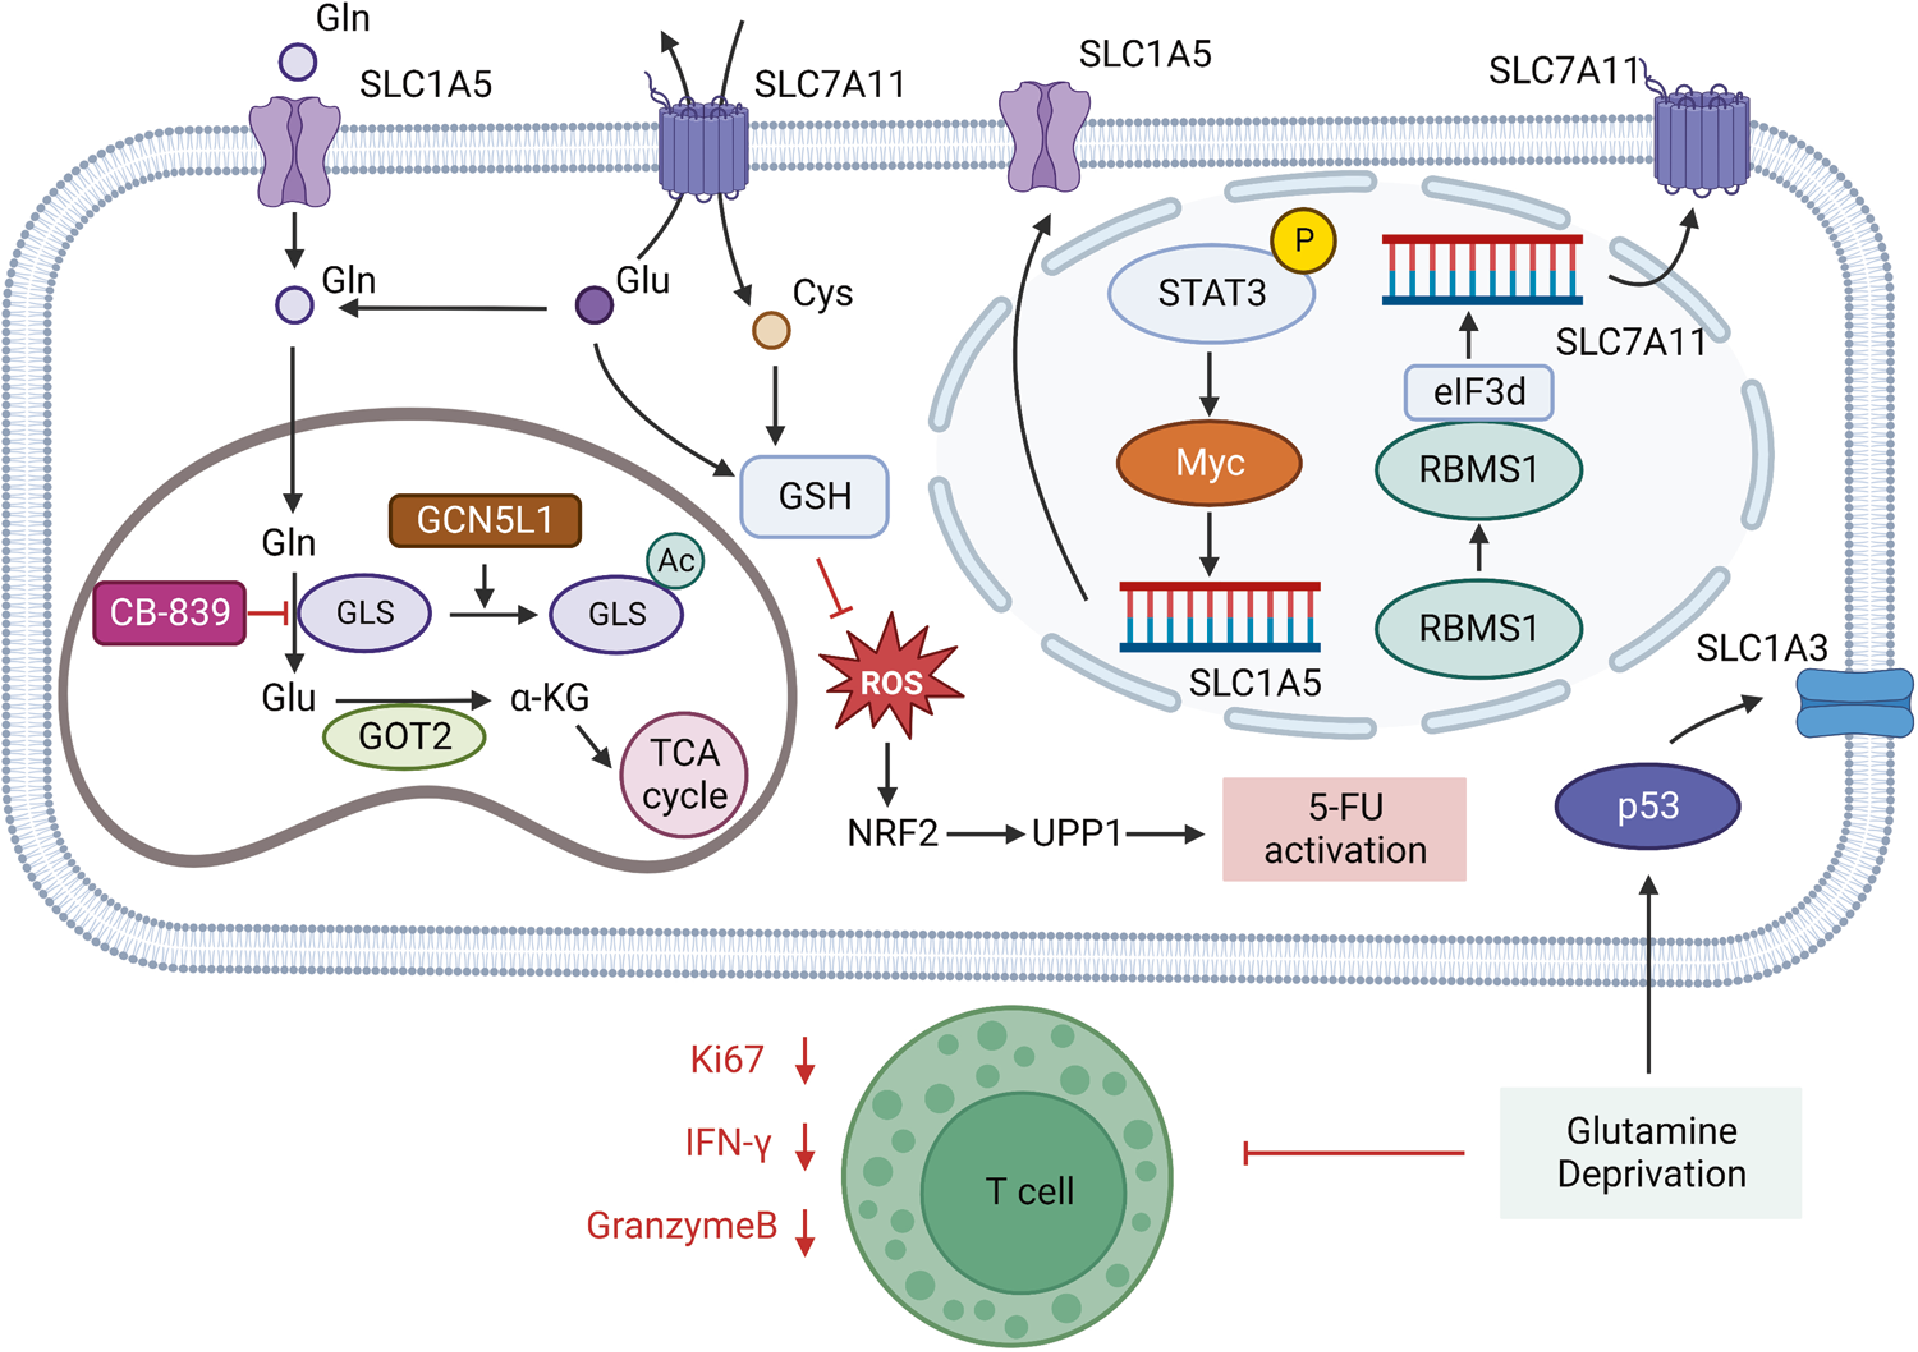 Gln
SLC1A5
SLC7A11
SLC1A5
SLC7A11
Gln
Glu
Cys
P
STAT3
SLC7A11
eIF3d
Myc
RBMS1
GSH
GCN5L1
Gln
Ac
CB-839
GLS
GLS
RBMS1
SLC1A5
SLC1A3
ROS
Glu
α-KG
GOT2
TCA
cycle
NRF2
UPP1
5-FU
activation
p53
Ki67
IFN-γ
GranzymeB
T cell
Glutamine
Deprivation